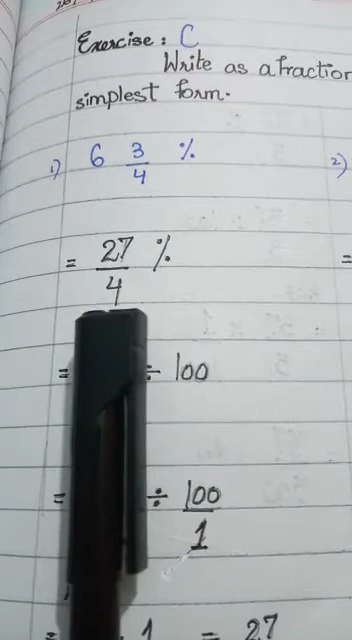 Exercise: C
Write as a fraction
simplest form.
1) 6 3/4 % 2)
= 27/4 % =
= ÷ 100
= ÷ 100/1
= 1 = 27